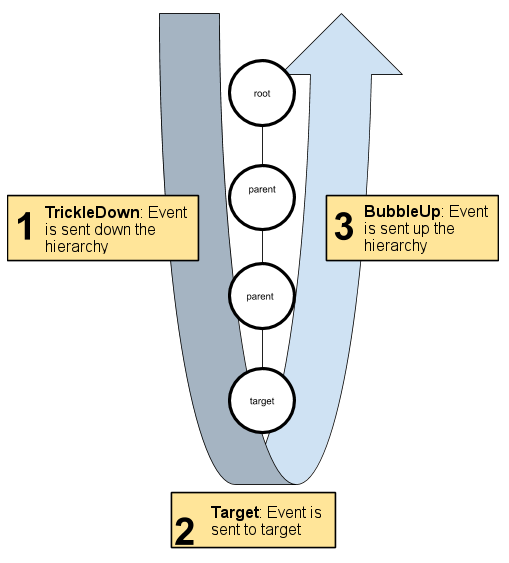 root
parent
1
TrickleDown: Event
is sent down the
hierarchy
3
BubbleUp: Event
is sent up the
hierarchy
parent
target
2
Target: Event is
sent to target